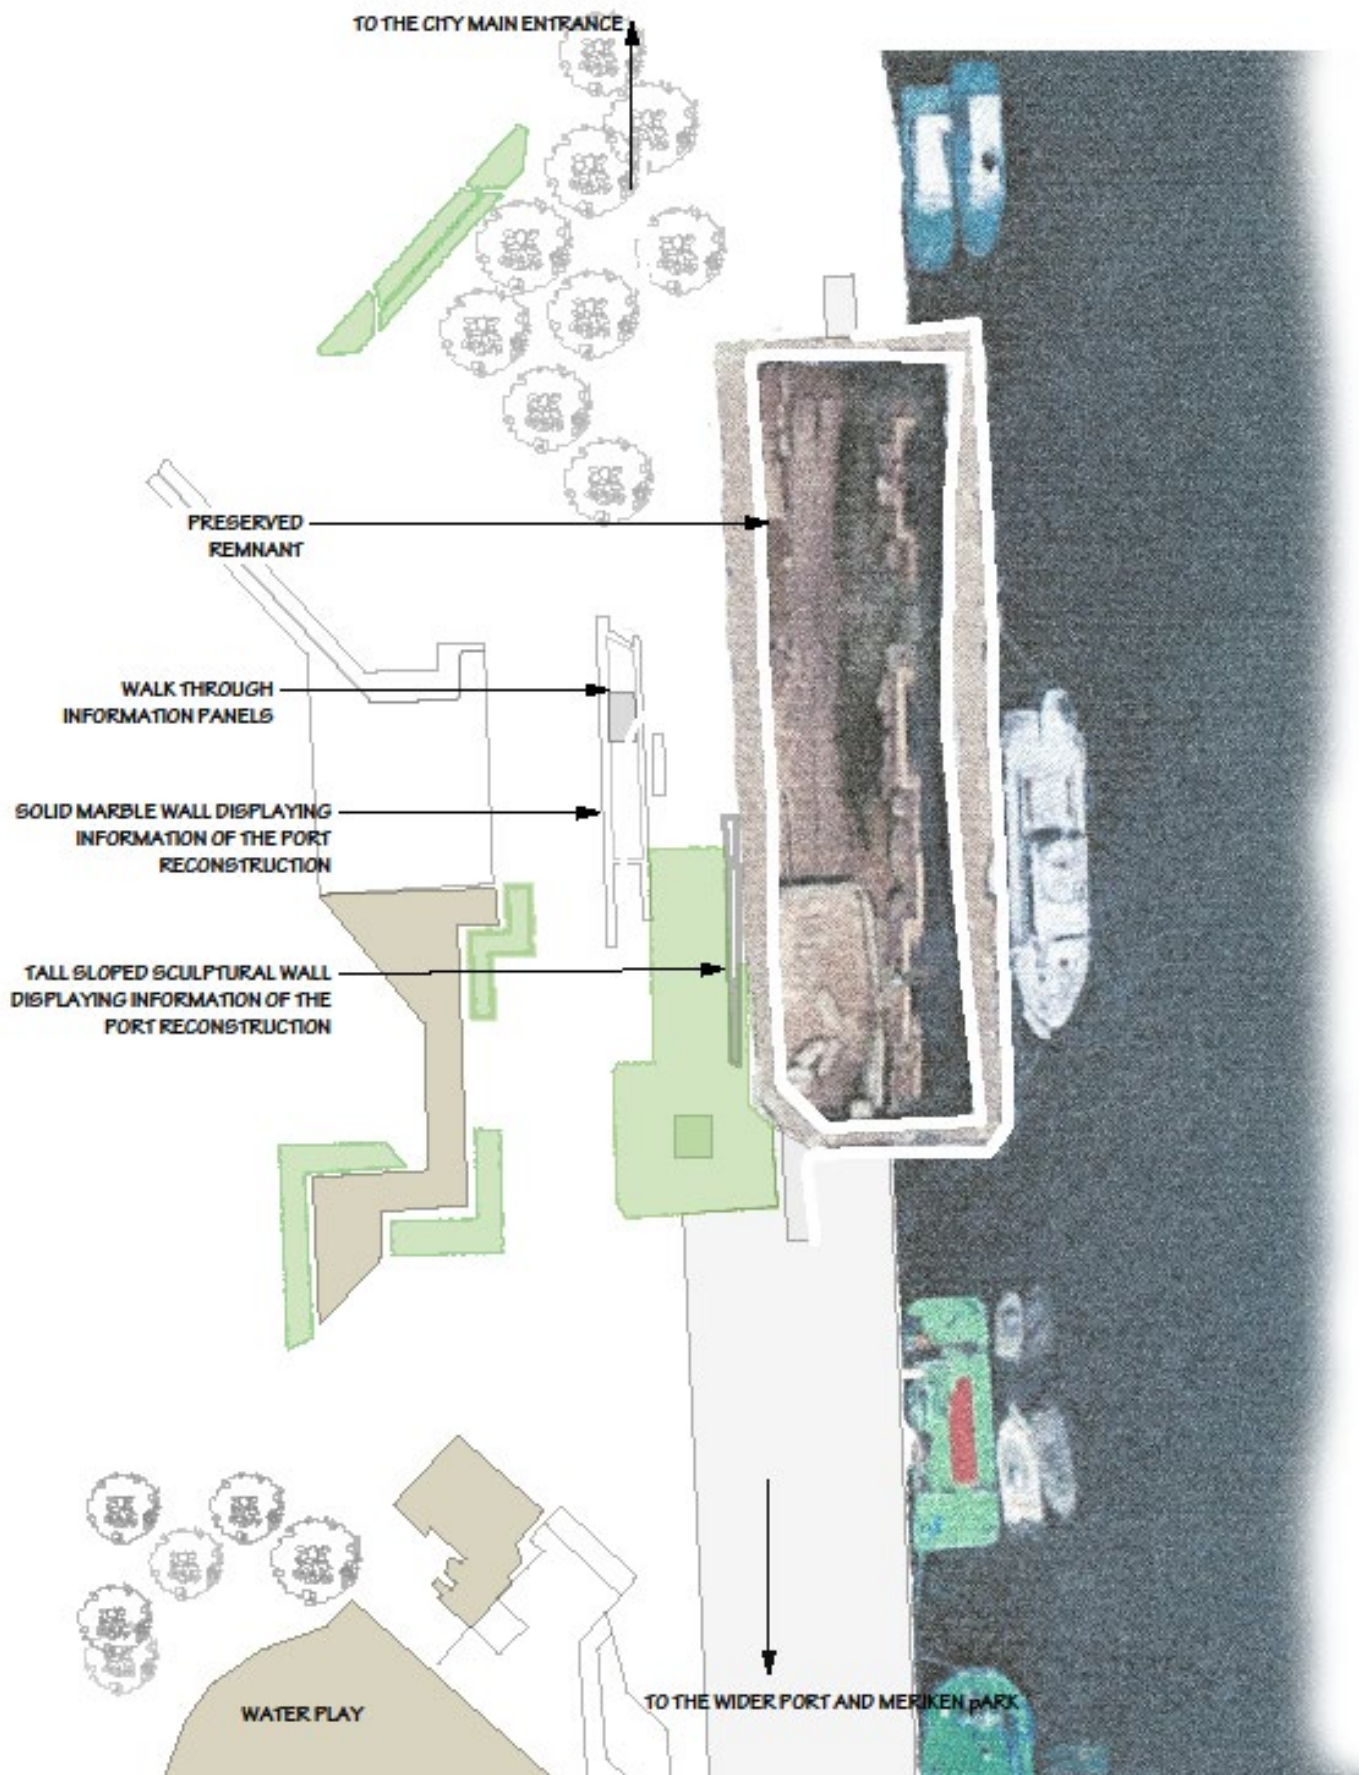 TO THE CITY MAIN ENTRANCE
PRESERVED
REMNANT
WALK THROUGH
INFORMATION PANELS
SOLID MARBLE WALL DISPLAYING
INFORMATION OF THE PORT
RECONSTRUCTION
TALL SLOPED SCULPTURAL WALL
DISPLAYING INFORMATION OF THE
PORT RECONSTRUCTION
WATER PLAY
TO THE WIDER PORT AND MERIKEN pARK